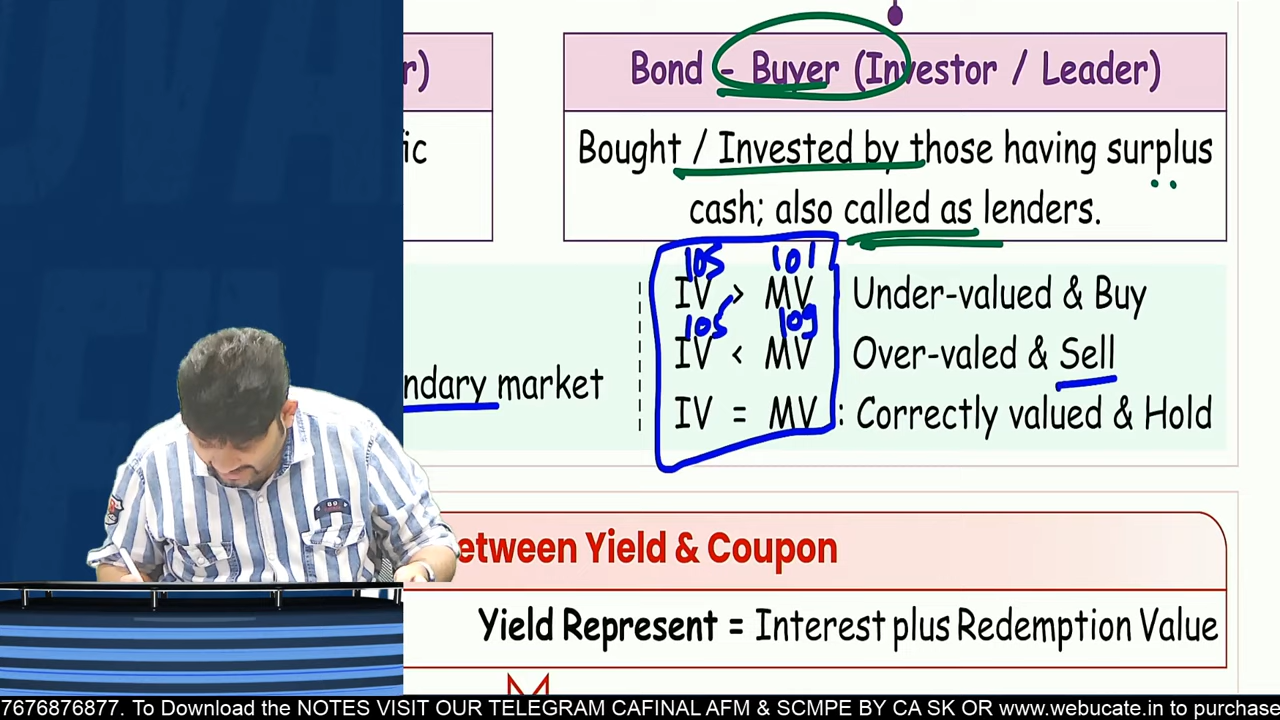 r)
Bond - Buyer (Investor / Leader)
ic
Bought / Invested by those having surplus
cash; also called as lenders.
105 101
IV > MV Under-valued & Buy
105 109
IV < MV Over-valed & Sell
ndary market
IV = MV : Correctly valued & Hold
etween Yield & Coupon
Yield Represent = Interest plus Redemption Value
7676876877. To Download the NOTES VISIT OUR TELEGRAM CAFINAL AFM & SCMPE BY CA SK OR www.webucate.in to purchase